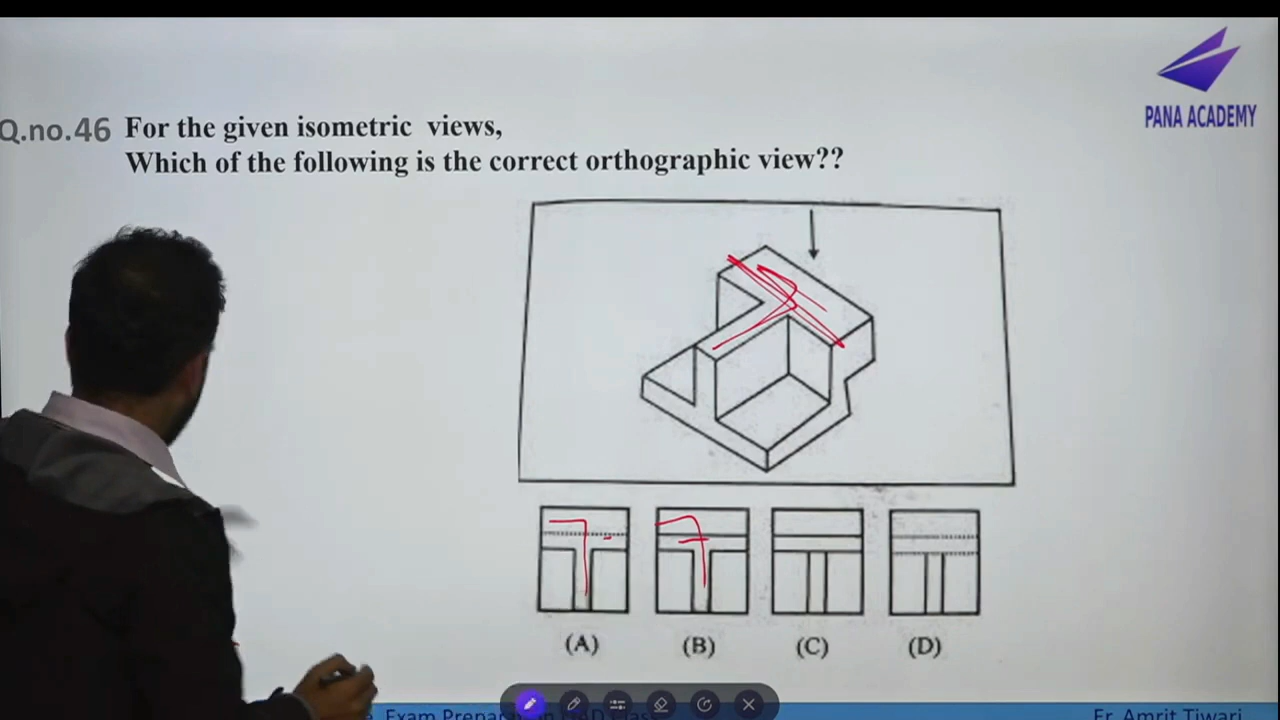 PANA ACADEMY
Q.no.46 For the given isometric views,
Which of the following is the correct orthographic view??
(A) (B) (C) (D)
Exam Er. Amrit Tiwari